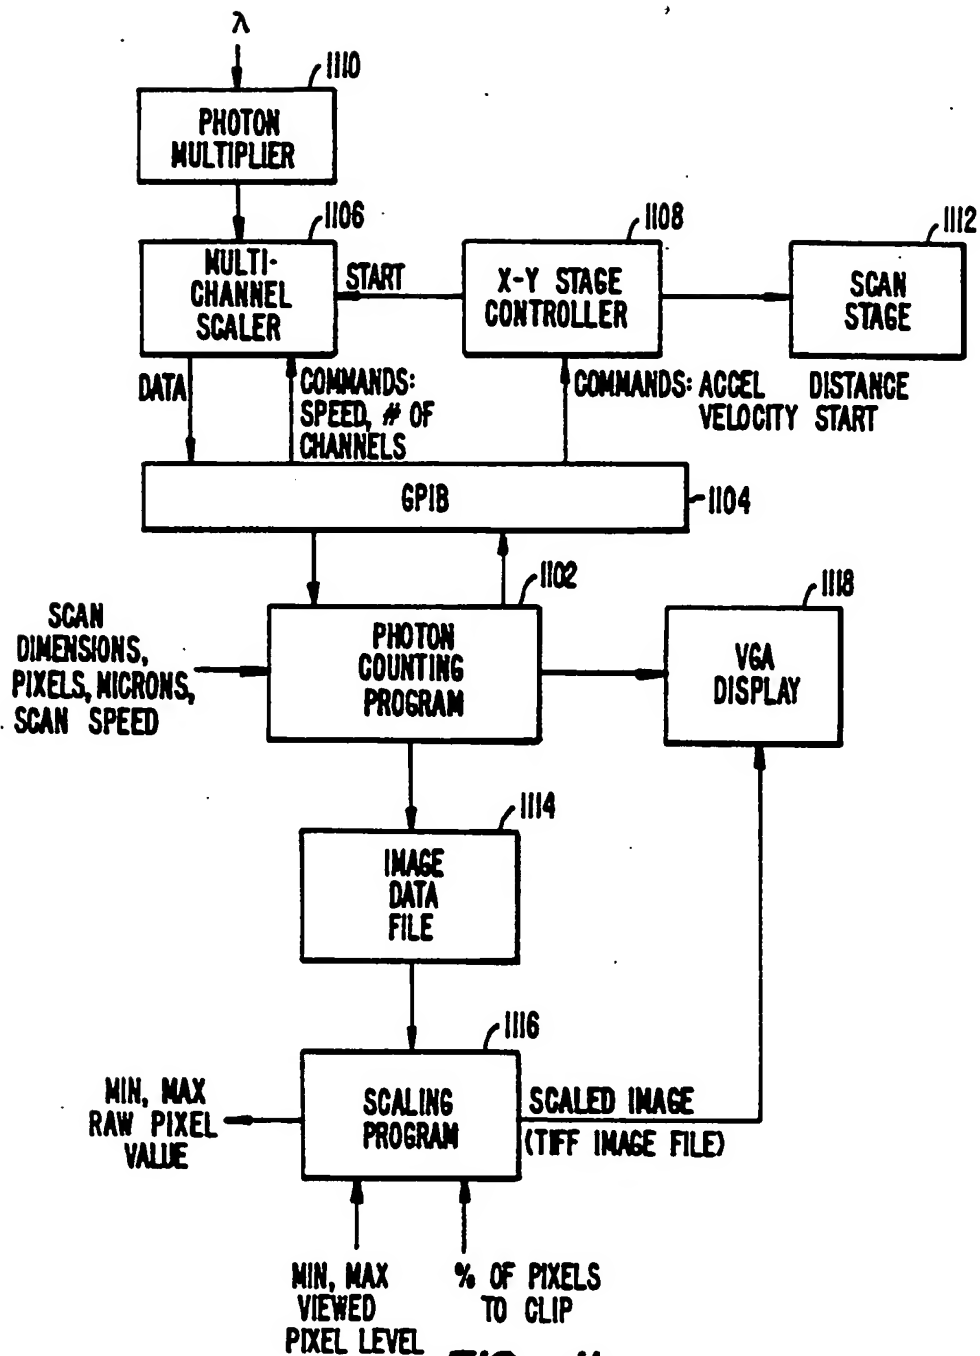 λ
1110
PHOTON
MULTIPLIER
1106
MULTI-
CHANNEL
SCALER
START
1108
X-Y STAGE
CONTROLLER
1112
SCAN
STAGE
DATA
COMMANDS:
SPEED, # OF
CHANNELS
COMMANDS: ACCEL DISTANCE
VELOCITY START
GPIB
1104
1102
PHOTON
COUNTING
PROGRAM
SCAN
DIMENSIONS,
PIXELS, MICRONS,
SCAN SPEED
1118
VGA
DISPLAY
1114
IMAGE
DATA
FILE
1116
SCALING
PROGRAM
MIN, MAX
RAW PIXEL
VALUE
SCALED IMAGE
(TIFF IMAGE FILE)
MIN, MAX
VIEWED
PIXEL LEVEL
% OF PIXELS
TO CLIP